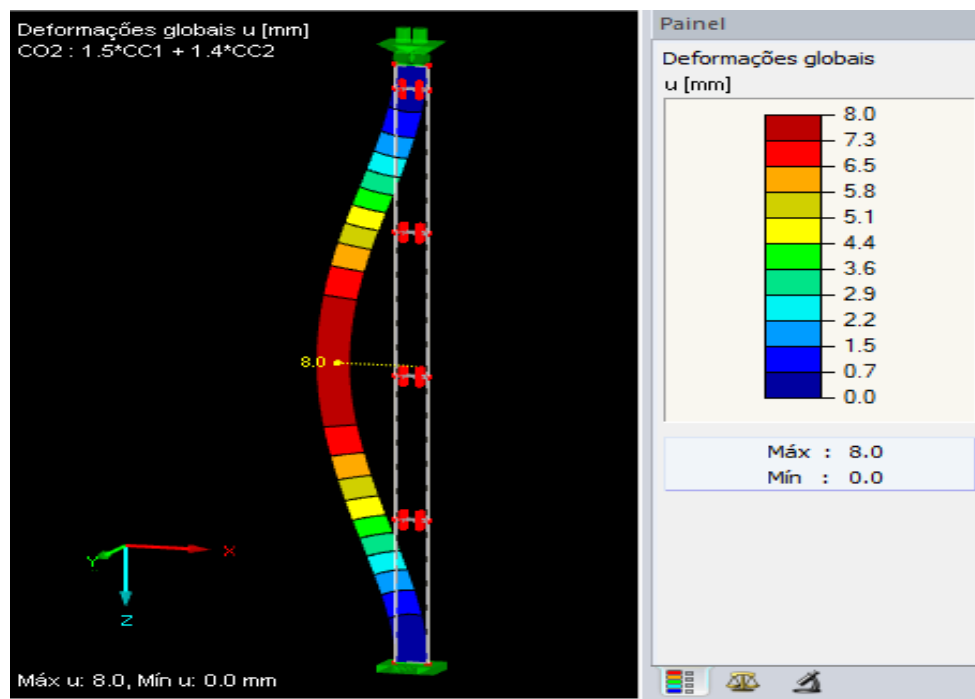 Deformações globais u [mm]
CO2 : 1.5*CC1 + 1.4*CC2
8.0
X
Y
Z
Máx u: 8.0, Mín u: 0.0 mm
Painel
Deformações globais
u [mm]
8.0
7.3
6.5
5.8
5.1
4.4
3.6
2.9
2.2
1.5
0.7
0.0
Máx : 8.0
Mín : 0.0